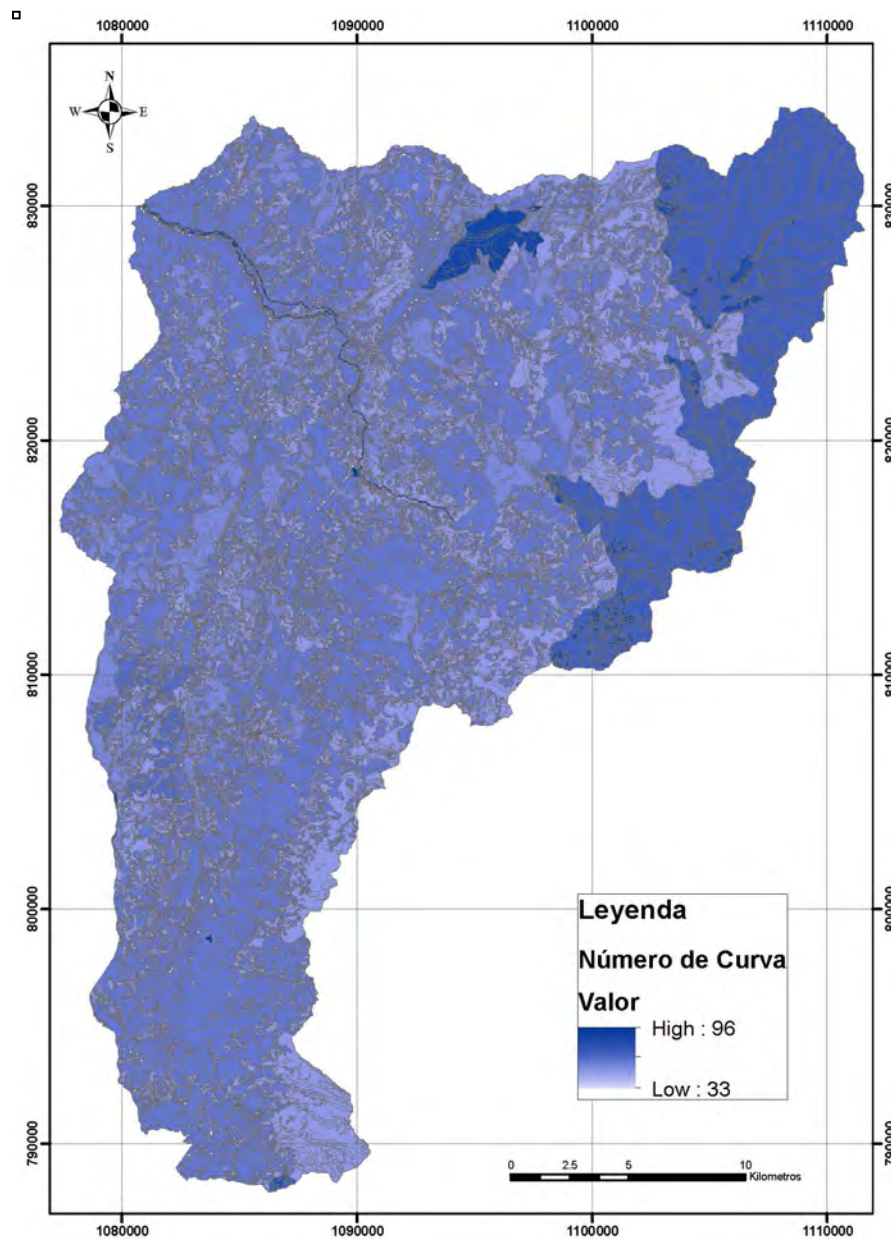 1080000 1090000 1100000 1110000
N
W E
S
830000 830000
820000 820000
810000 810000
800000 800000
Leyenda
Número de Curva
Valor
High : 96
Low : 33
790000 790000
0 2.5 5 10
Kilometros
1080000 1090000 1100000 1110000